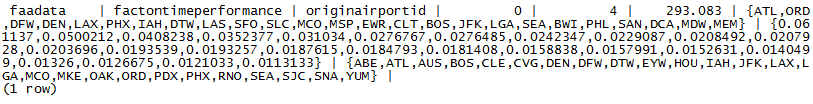 faadata    | factontimeperformance | originairportid |         0 |         4 |    293.083 | {ATL,ORD
,DFW,DEN,LAX,PHX,IAH,DTW,LAS,SFO,SLC,MCO,MSP,EWR,CLT,BOS,JFK,LGA,SEA,BWI,PHL,SAN,DCA,MDW,MEM} | {0.06
1137,0.0500212,0.0408238,0.0352377,0.031034,0.0276767,0.0276485,0.0242347,0.0229087,0.0208492,0.02079
28,0.0203696,0.0193539,0.0193257,0.0187615,0.0184793,0.0181408,0.0158838,0.0157991,0.0152631,0.014049
9,0.01326,0.0126675,0.0121033,0.0113133} | {ABE,ATL,AUS,BOS,CLE,CVG,DEN,DFW,DTW,EYW,HOU,IAH,JFK,LAX,L
GA,MCO,MKE,OAK,ORD,PDX,PHX,RNO,SEA,SJC,SNA,YUM} |
(1 row)